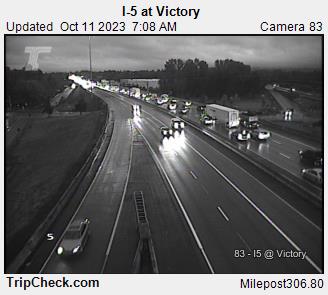 I-5 at Victory
Updated Oct 11 2023 7:08 AM Camera 83
T
S
83 - I5 @ Victory
TripCheck.com Milepost306.80